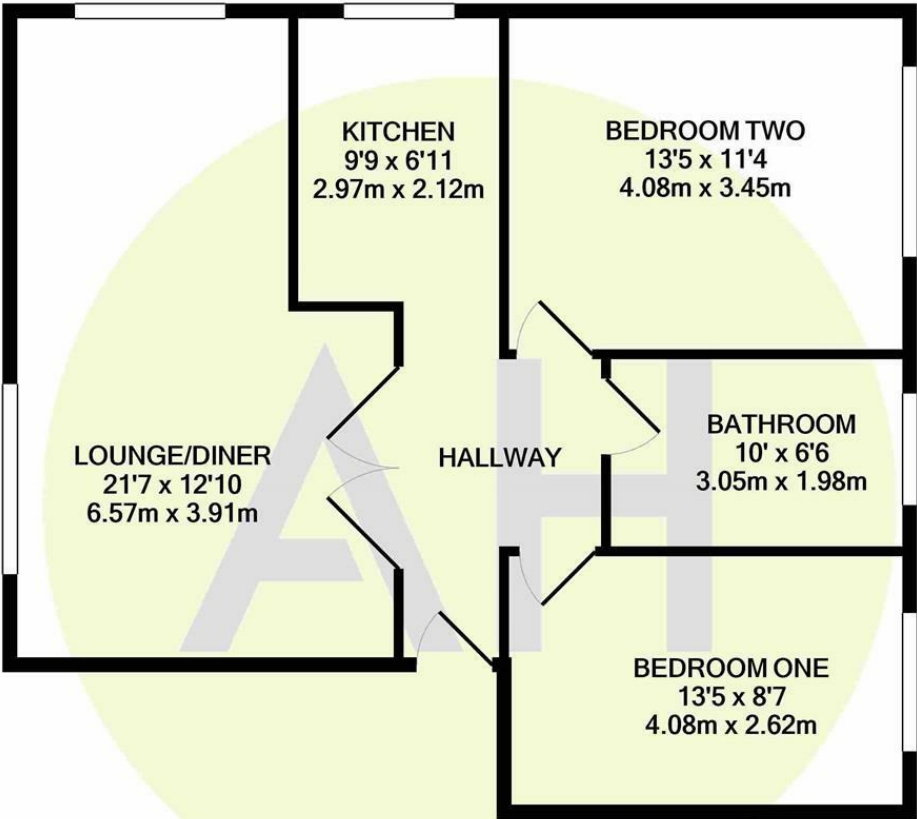 KITCHEN
9'9 x 6'11
2.97m x 2.12m
BEDROOM TWO
13'5 x 11'4
4.08m x 3.45m
LOUNGE/DINER
21'7 x 12'10
6.57m x 3.91m
HALLWAY
BATHROOM
10' x 6'6
3.05m x 1.98m
BEDROOM ONE
13'5 x 8'7
4.08m x 2.62m
AH